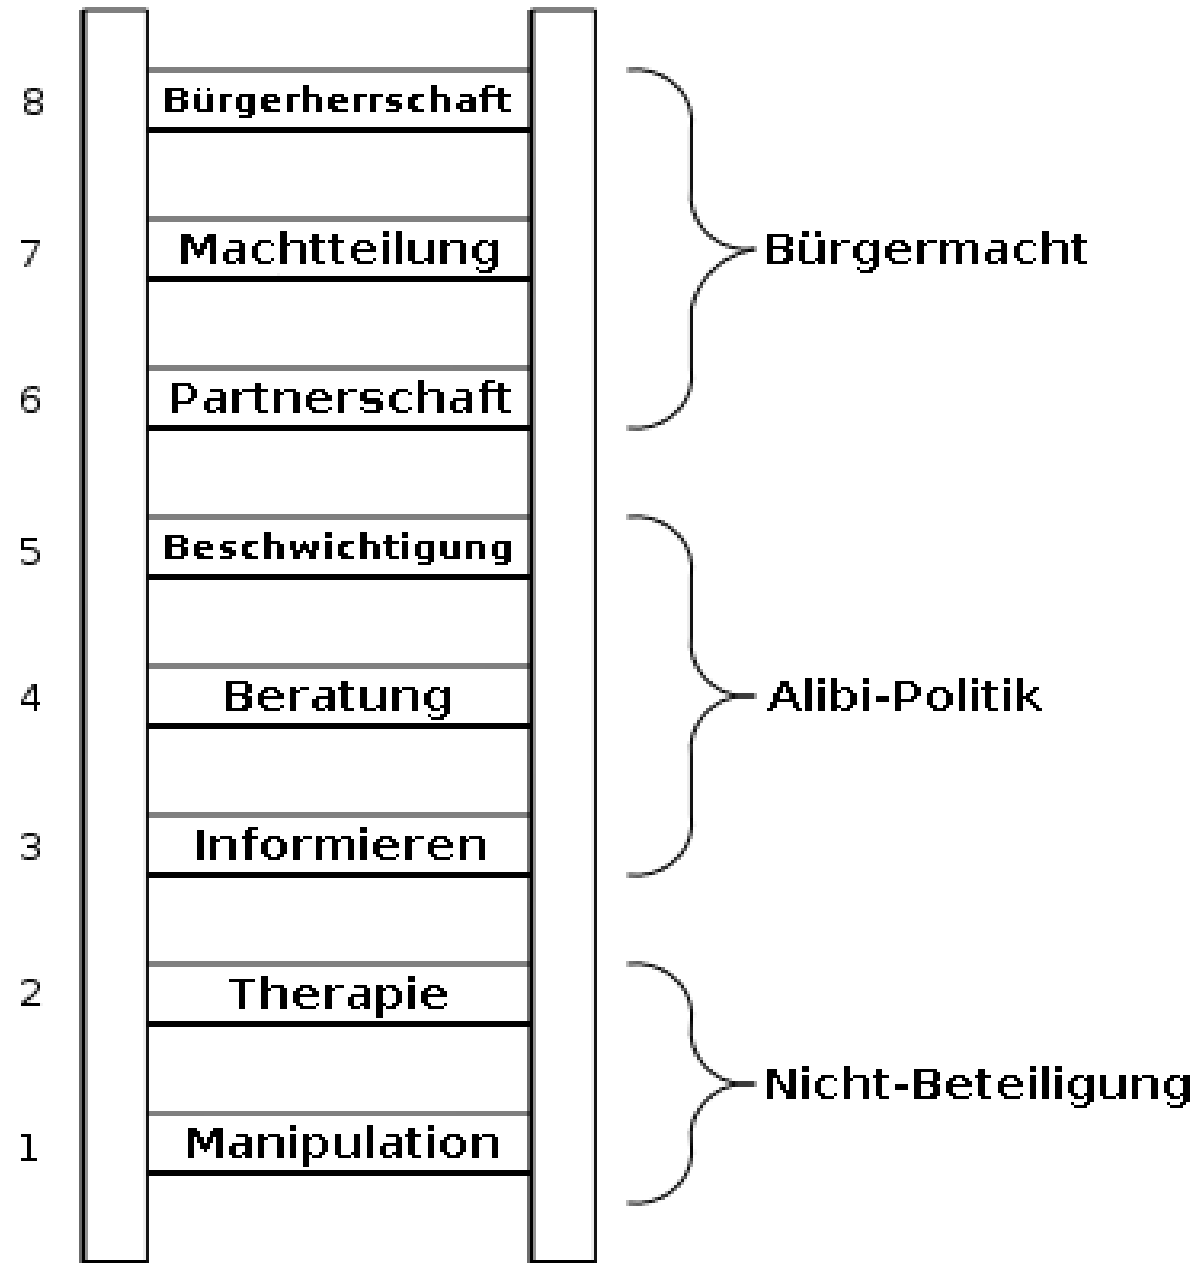 8 Bürgerherrschaft
7 Machtteilung
Bürgermacht
6 Partnerschaft
5 Beschwichtigung
4 Beratung
Alibi-Politik
3 Informieren
2 Therapie
Nicht-Beteiligung
1 Manipulation